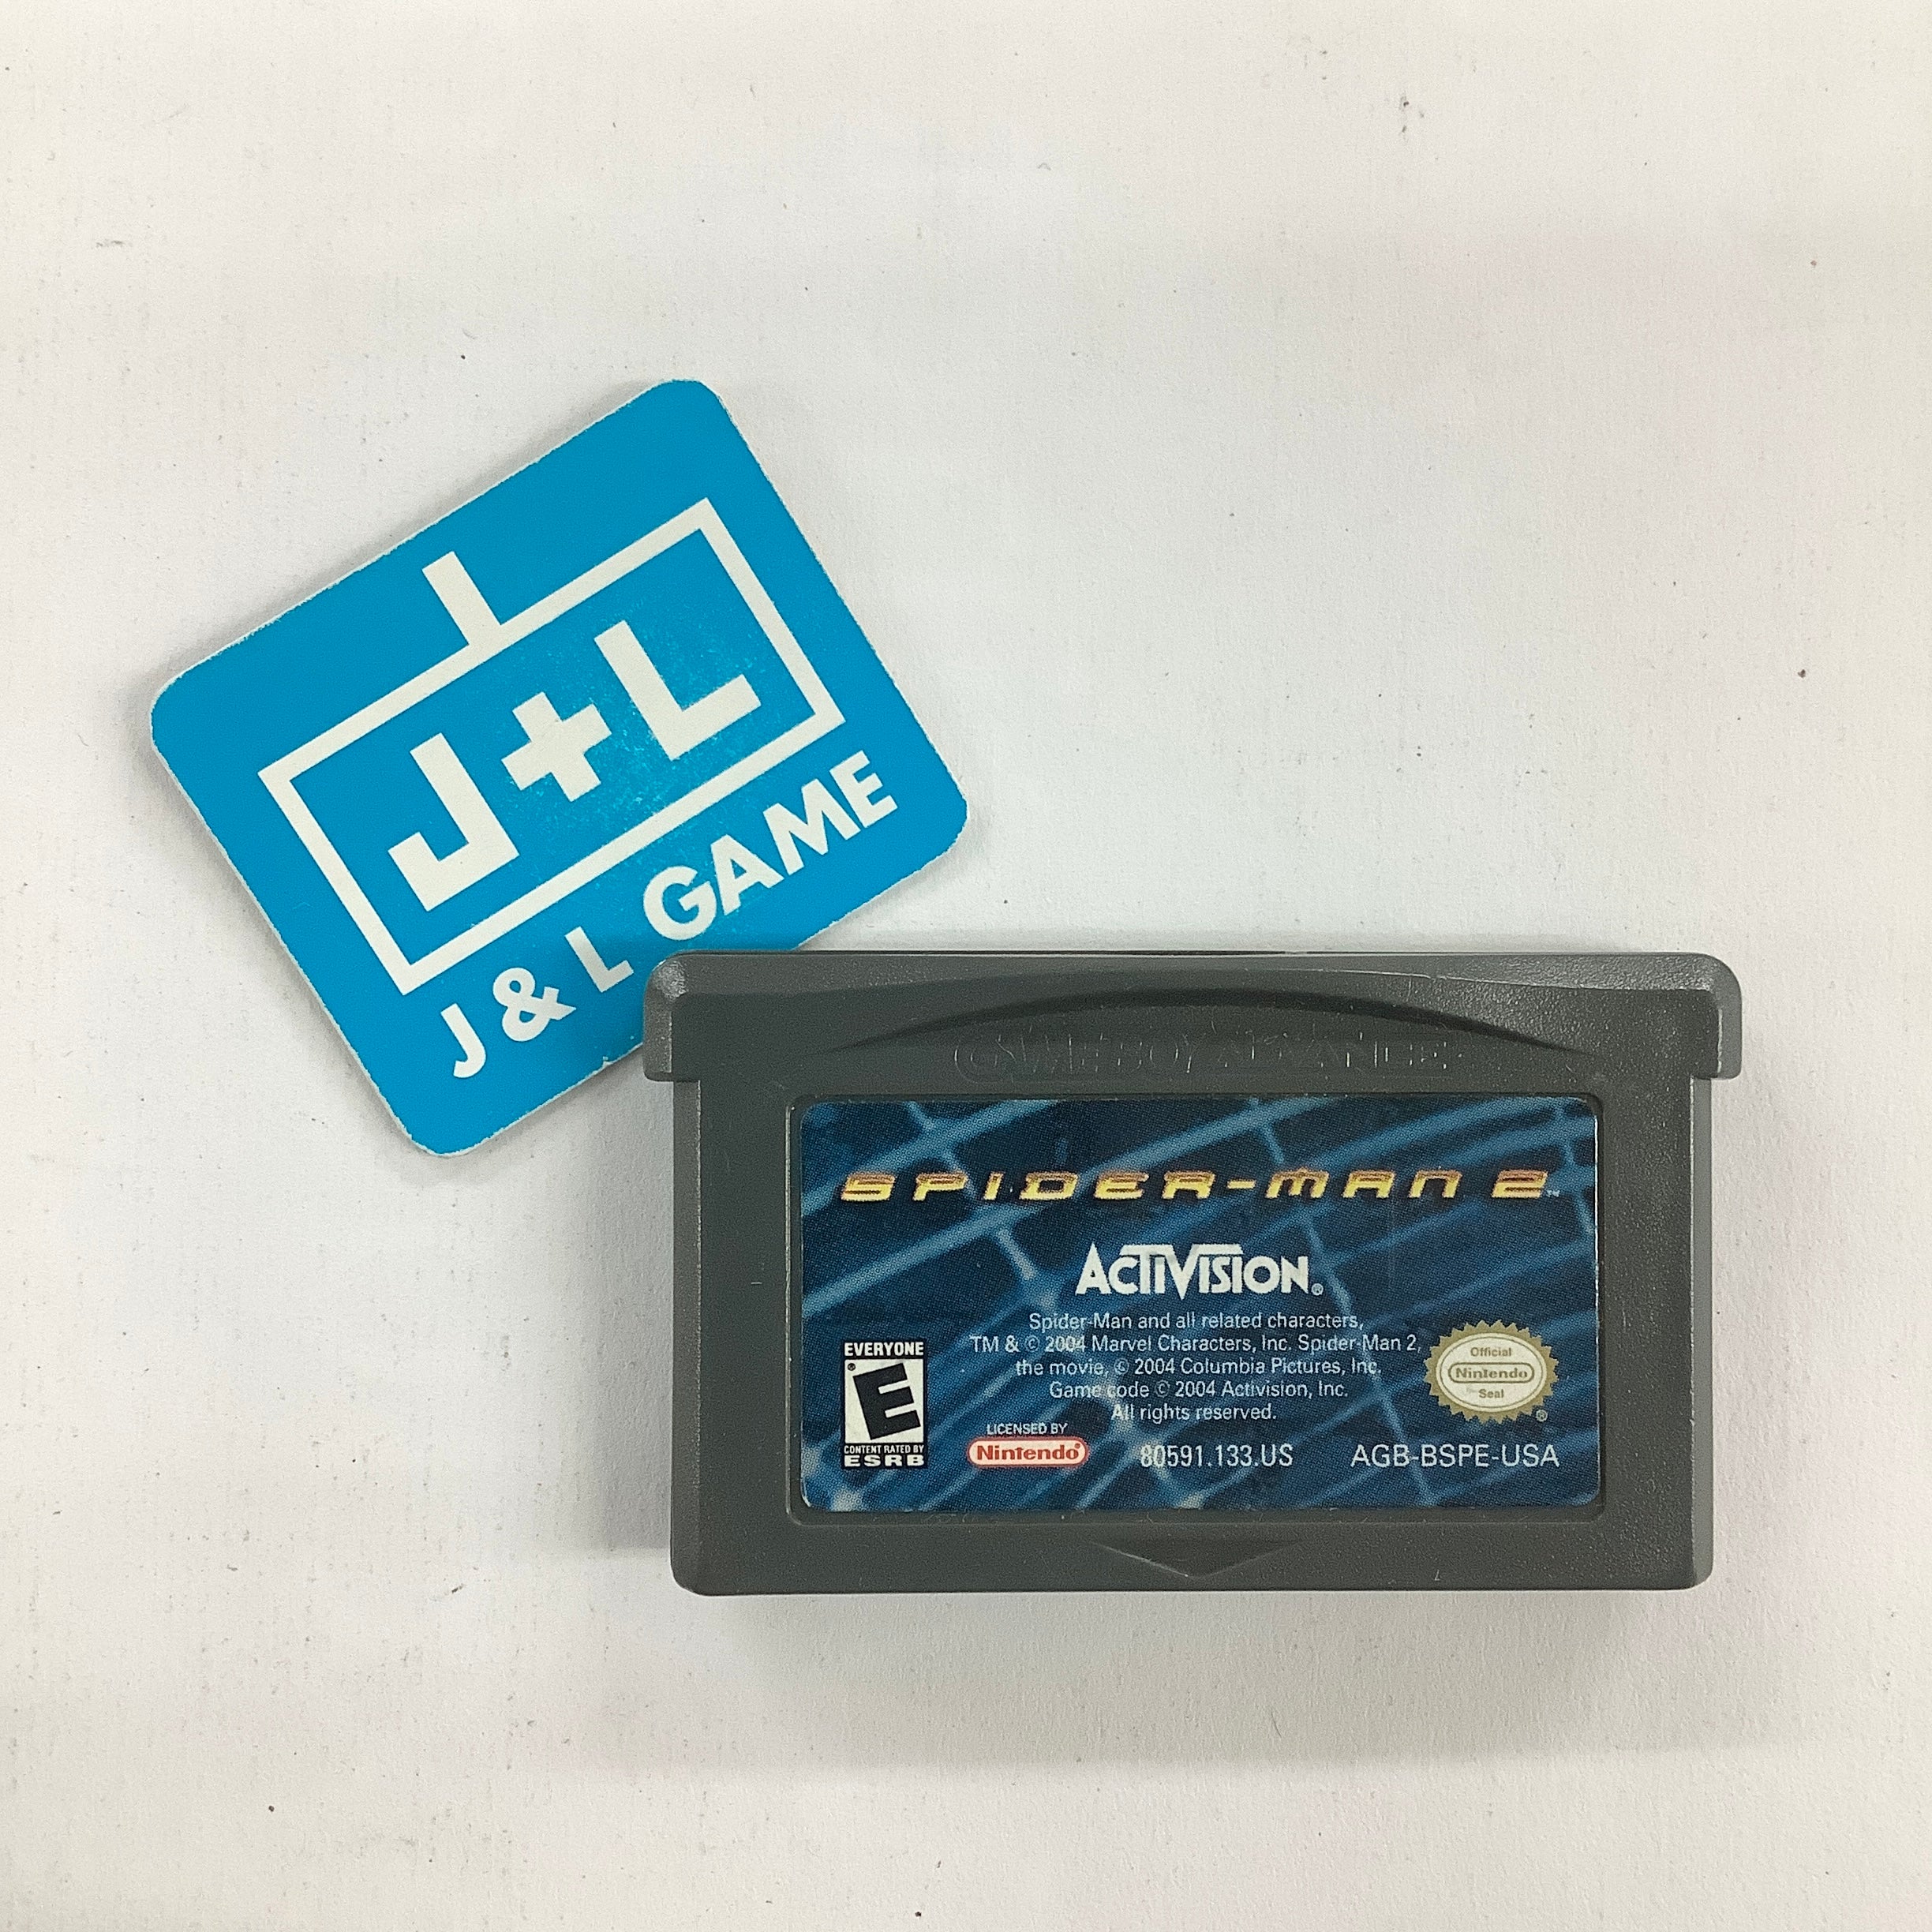 J+L
J & L GAME
GAME BOY ADVANCE
SPIDER-MAN 2™
ACTIVISION®
Spider-Man and all related characters,
TM & © 2004 Marvel Characters, Inc. Spider-Man 2,
the movie, © 2004 Columbia Pictures, Inc.
Game code © 2004 Activision, Inc.
All rights reserved.
EVERYONE
E
CONTENT RATED BY
ESRB
LICENSED BY
Nintendo®
80591.133.US
AGB-BSPE-USA
Official
Nintendo
Seal
®